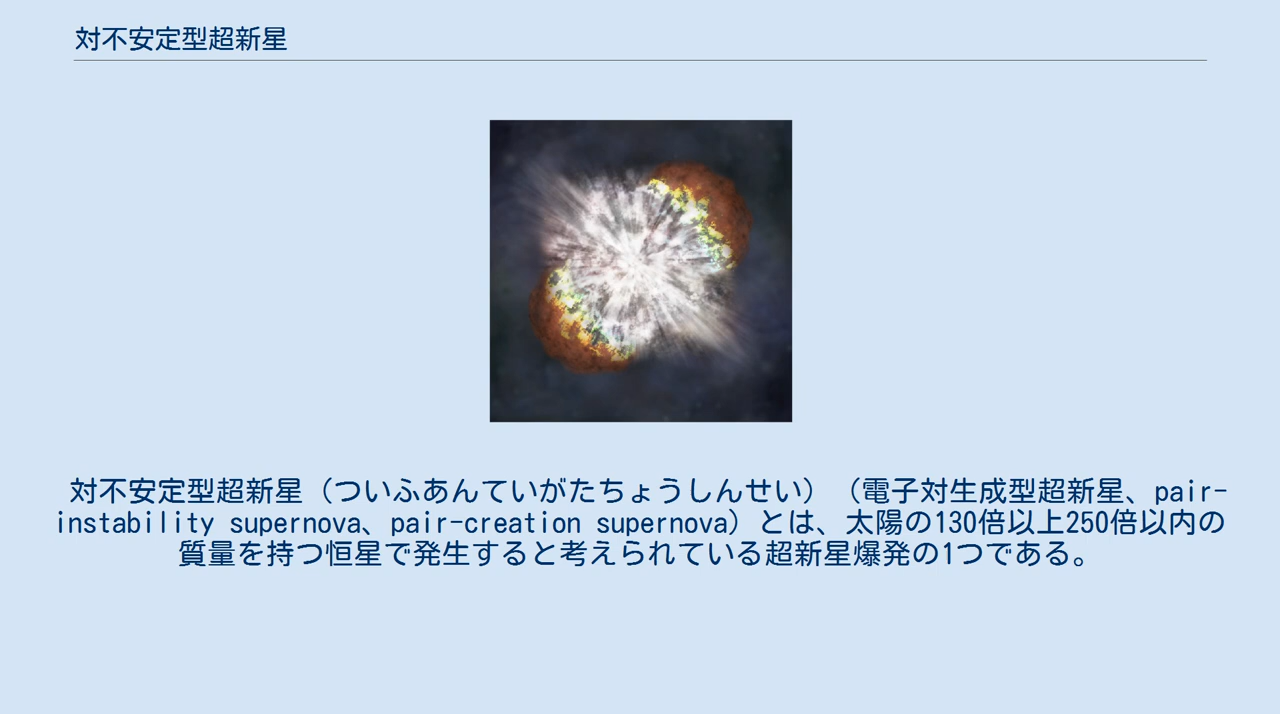 対不安定型超新星
対不安定型超新星（ついふあんていがたちょうしんせい）（電子対生成型超新星、pair-
instability supernova、pair-creation supernova）とは、太陽の130倍以上250倍以内の
質量を持つ恒星で発生すると考えられている超新星爆発の1つである。